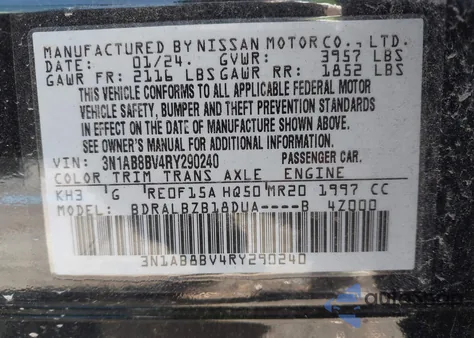 MANUFACTURED BY NISSAN MOTOR CO., LTD.
DATE: 01/24. GVWR: 3957 LBS
GAWR FR: 2116 LBS GAWR RR: 1852 LBS
THIS VEHICLE CONFORMS TO ALL APPLICABLE FEDERAL MOTOR
VEHICLE SAFETY, BUMPER AND THEFT PREVENTION STANDARDS
IN EFFECT ON THE DATE OF MANUFACTURE SHOWN ABOVE.
SEE OWNER'S MANUAL FOR ADDITIONAL INFORMATION.
VIN: 3N1AB8BV4RY290240 PASSENGER CAR.
COLOR TRIM TRANS AXLE ENGINE
KH3 G RE0F15A HQ50 MR20 1997 CC
MODEL: BDRALBZB18DUA----B 4Z000
3N1AB8BV4RY290240